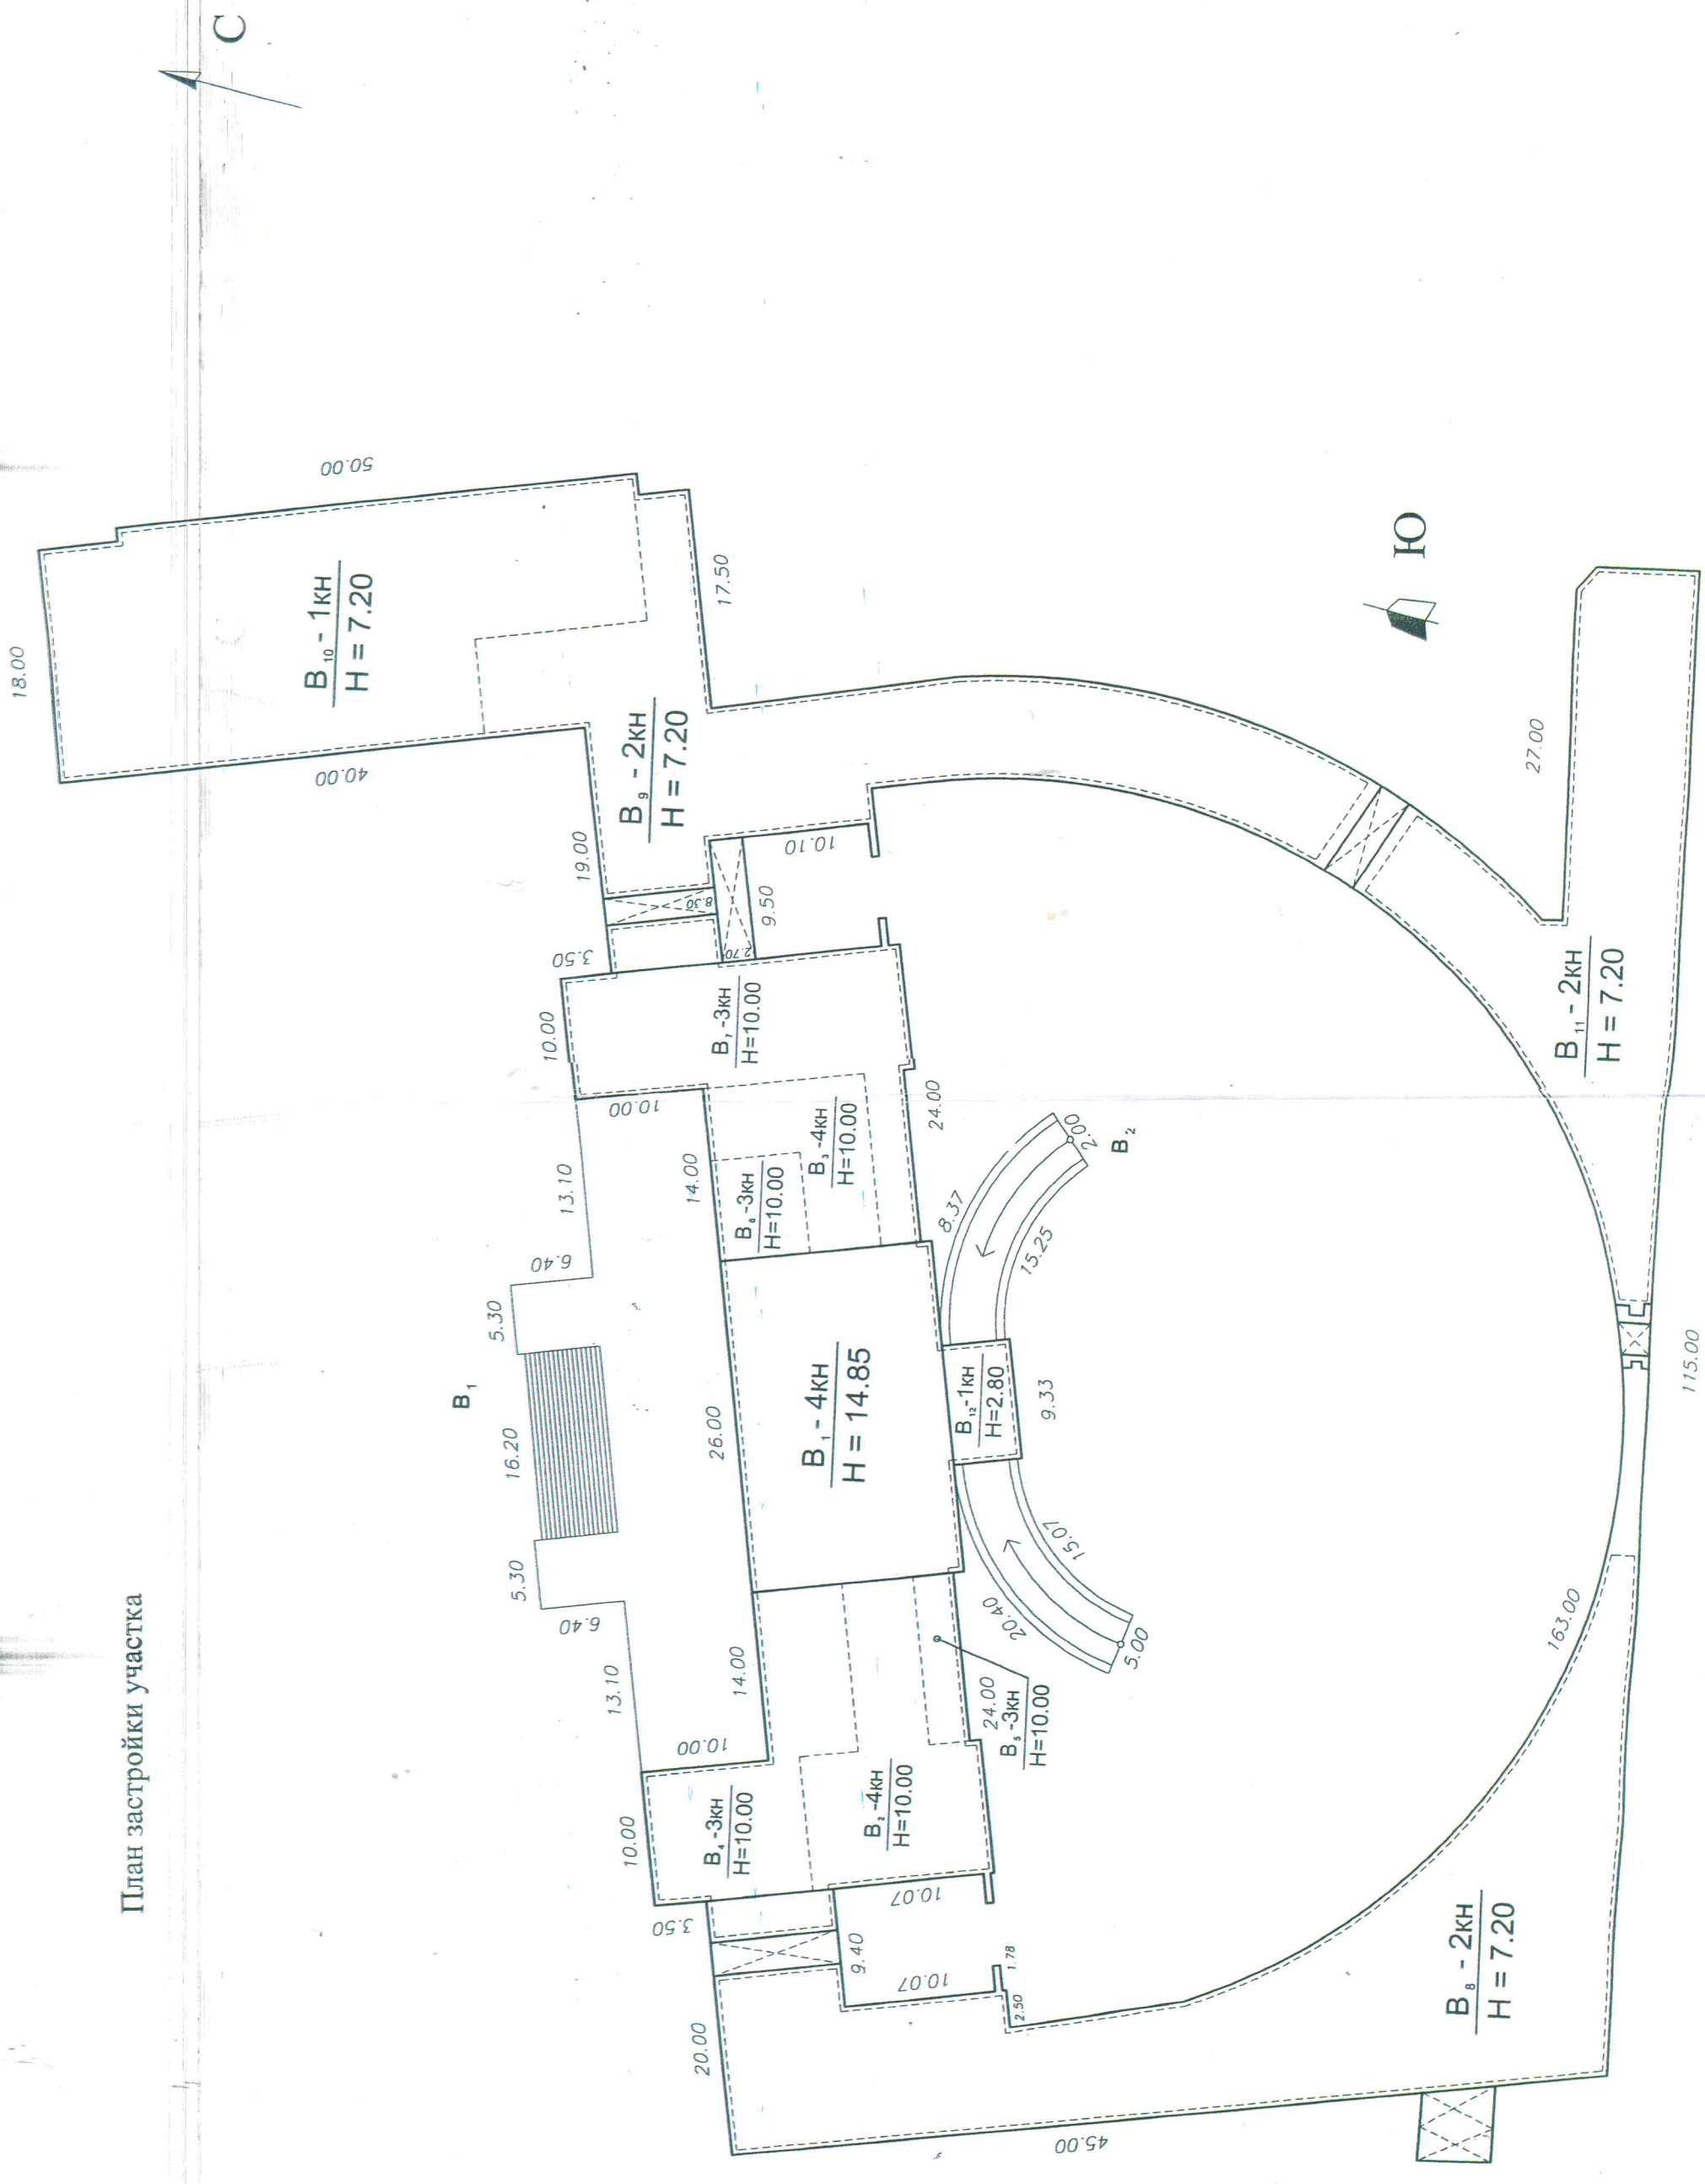 План застройки участка
С
Ю
18.00
50.00
В₁₀ - 1кн
Н = 7.20
40.00
17.50
В₉ - 2кн
Н = 7.20
19.00
8.30
10.10
9.50
2.70
3.50
10.00
В₇ -3кн
Н=10.00
10.00
13.10
14.00
В₆ -3кн
Н=10.00
В₃ -4кн
Н=10.00
24.00
6.40
5.30
В₁
16.20
26.00
В₁ - 4кн
Н = 14.85
8.37
15.25
2.00
В₂
В₁₂-1кн
Н=2.80
9.33
5.30
6.40
13.10
14.00
15.07
20.40
5.00
24.00
В₅ -3кн
Н=10.00
10.00
10.00
В₄ -3кн
Н=10.00
В₂ -4кн
Н=10.00
3.50
10.07
9.40
10.07
1.78
2.50
20.00
45.00
В₈ - 2кн
Н = 7.20
163.00
115.00
В₁₁ - 2кн
Н = 7.20
27.00